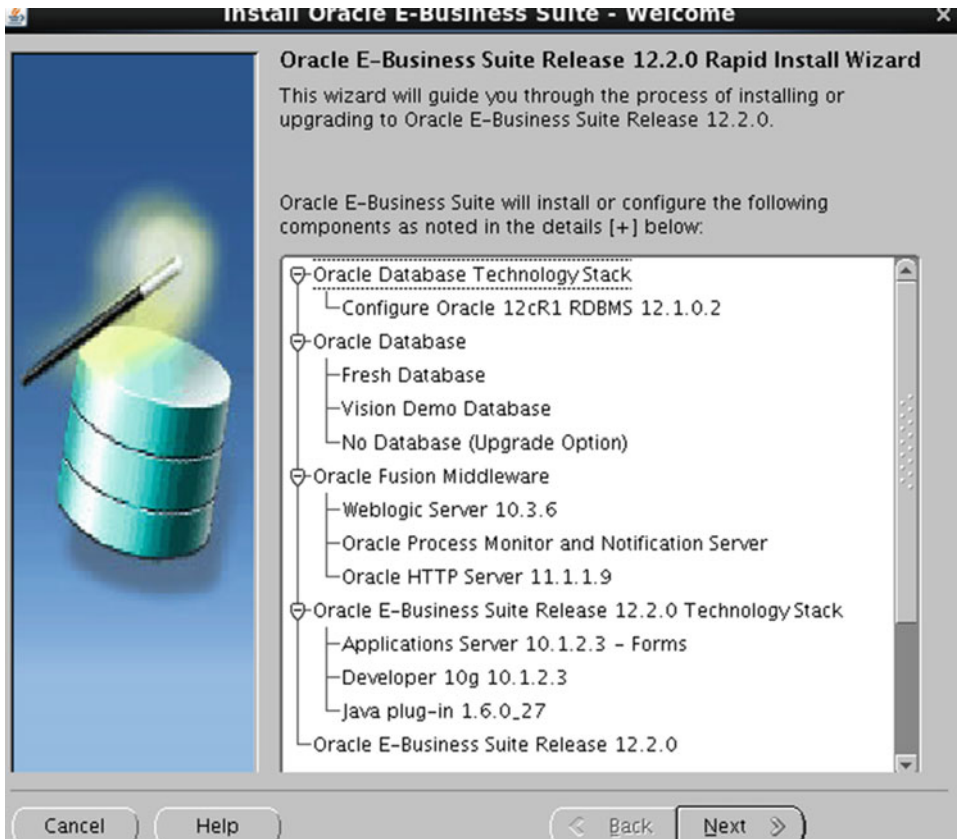 Install Oracle E-Business Suite - Welcome
Oracle E-Business Suite Release 12.2.0 Rapid Install Wizard
This wizard will guide you through the process of installing or
upgrading to Oracle E-Business Suite Release 12.2.0.
Oracle E-Business Suite will install or configure the following
components as noted in the details [+] below:
Oracle Database Technology Stack
Configure Oracle 12cR1 RDBMS 12.1.0.2
Oracle Database
Fresh Database
Vision Demo Database
No Database (Upgrade Option)
Oracle Fusion Middleware
Weblogic Server 10.3.6
Oracle Process Monitor and Notification Server
Oracle HTTP Server 11.1.1.9
Oracle E-Business Suite Release 12.2.0 Technology Stack
Applications Server 10.1.2.3 - Forms
Developer 10g 10.1.2.3
Java plug-in 1.6.0_27
Oracle E-Business Suite Release 12.2.0
Cancel Help Back Next